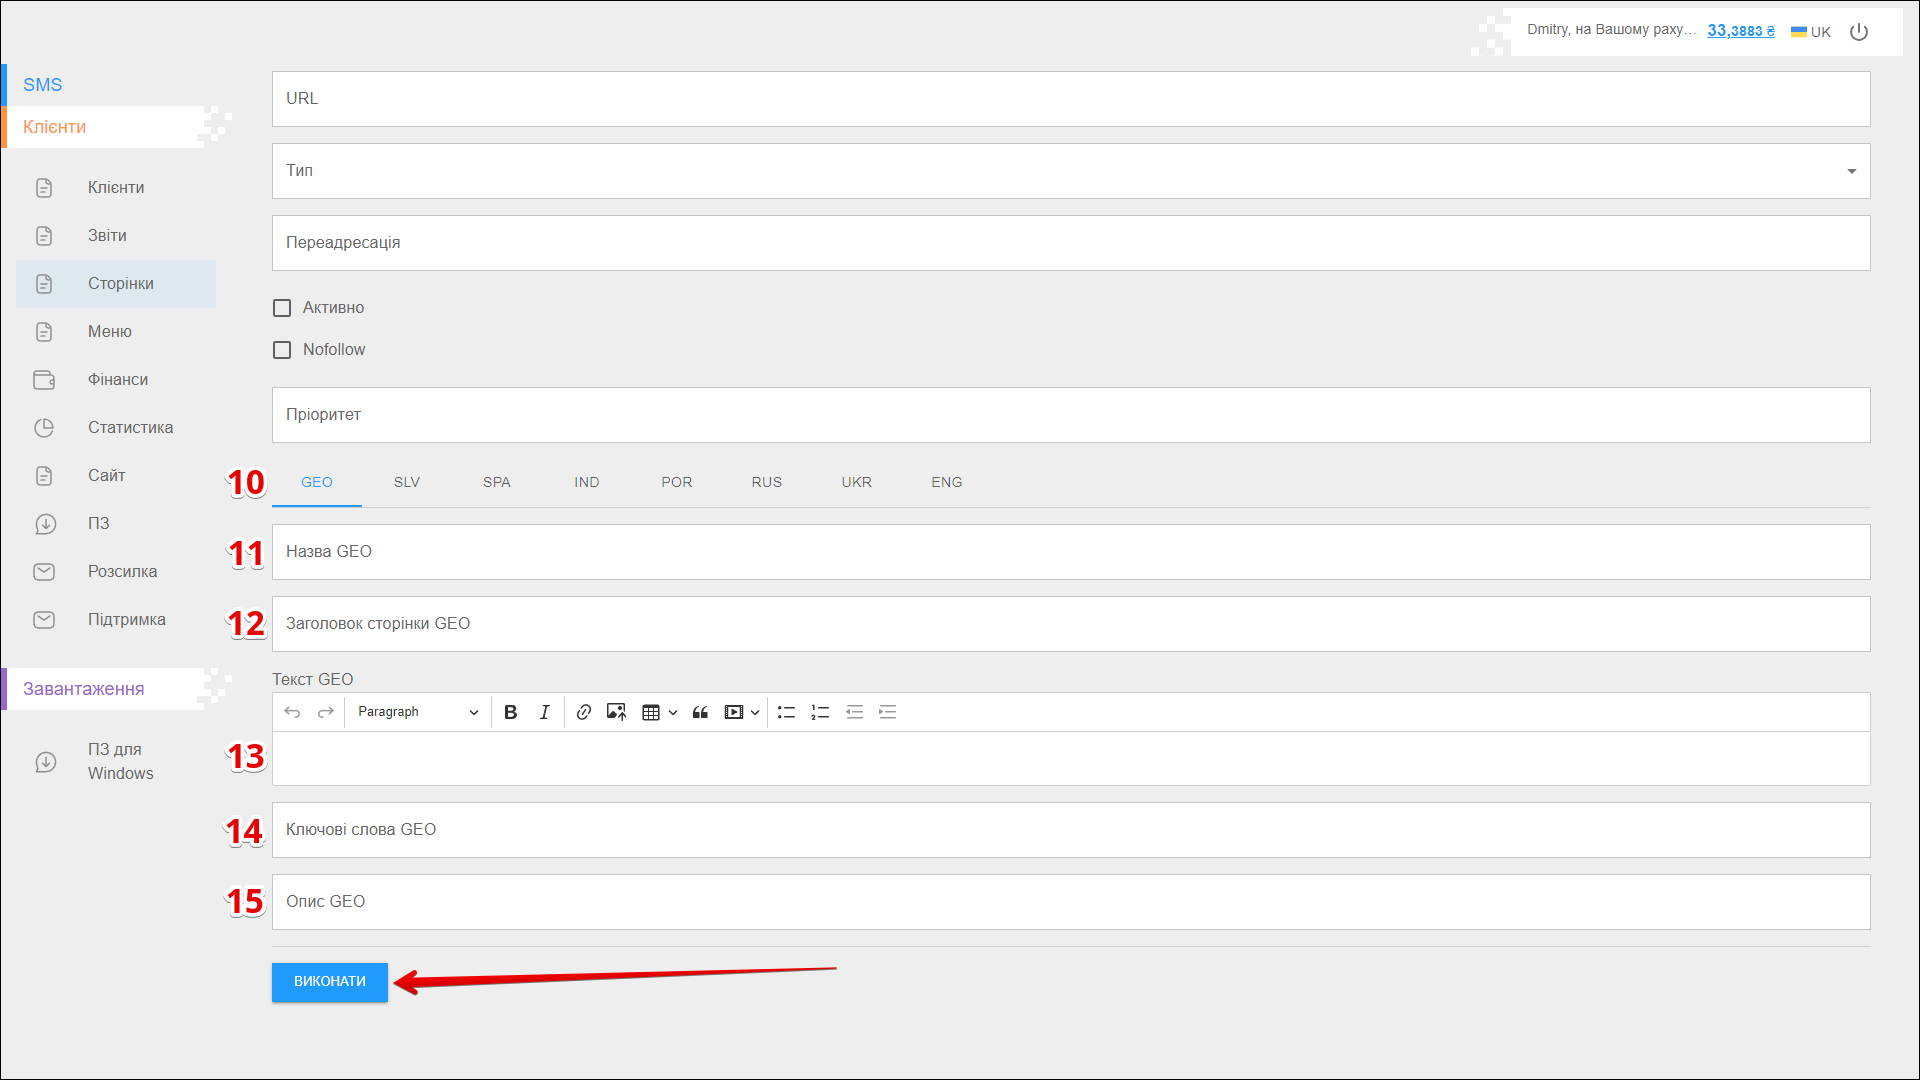 Dmitry, на Вашому раху... 33,3883 ₴ UK
SMS
Клієнти
Клієнти
Звіти
Сторінки
Меню
Фінанси
Статистика
Сайт
ПЗ
Розсилка
Підтримка
Завантаження
ПЗ для
Windows
URL
Тип
Переадресація
Активно
Nofollow
Пріоритет
10 GEO SLV SPA IND POR RUS UKR ENG
11 Назва GEO
12 Заголовок сторінки GEO
Текст GEO
Paragraph B I
13
14 Ключові слова GEO
15 Опис GEO
ВИКОНАТИ